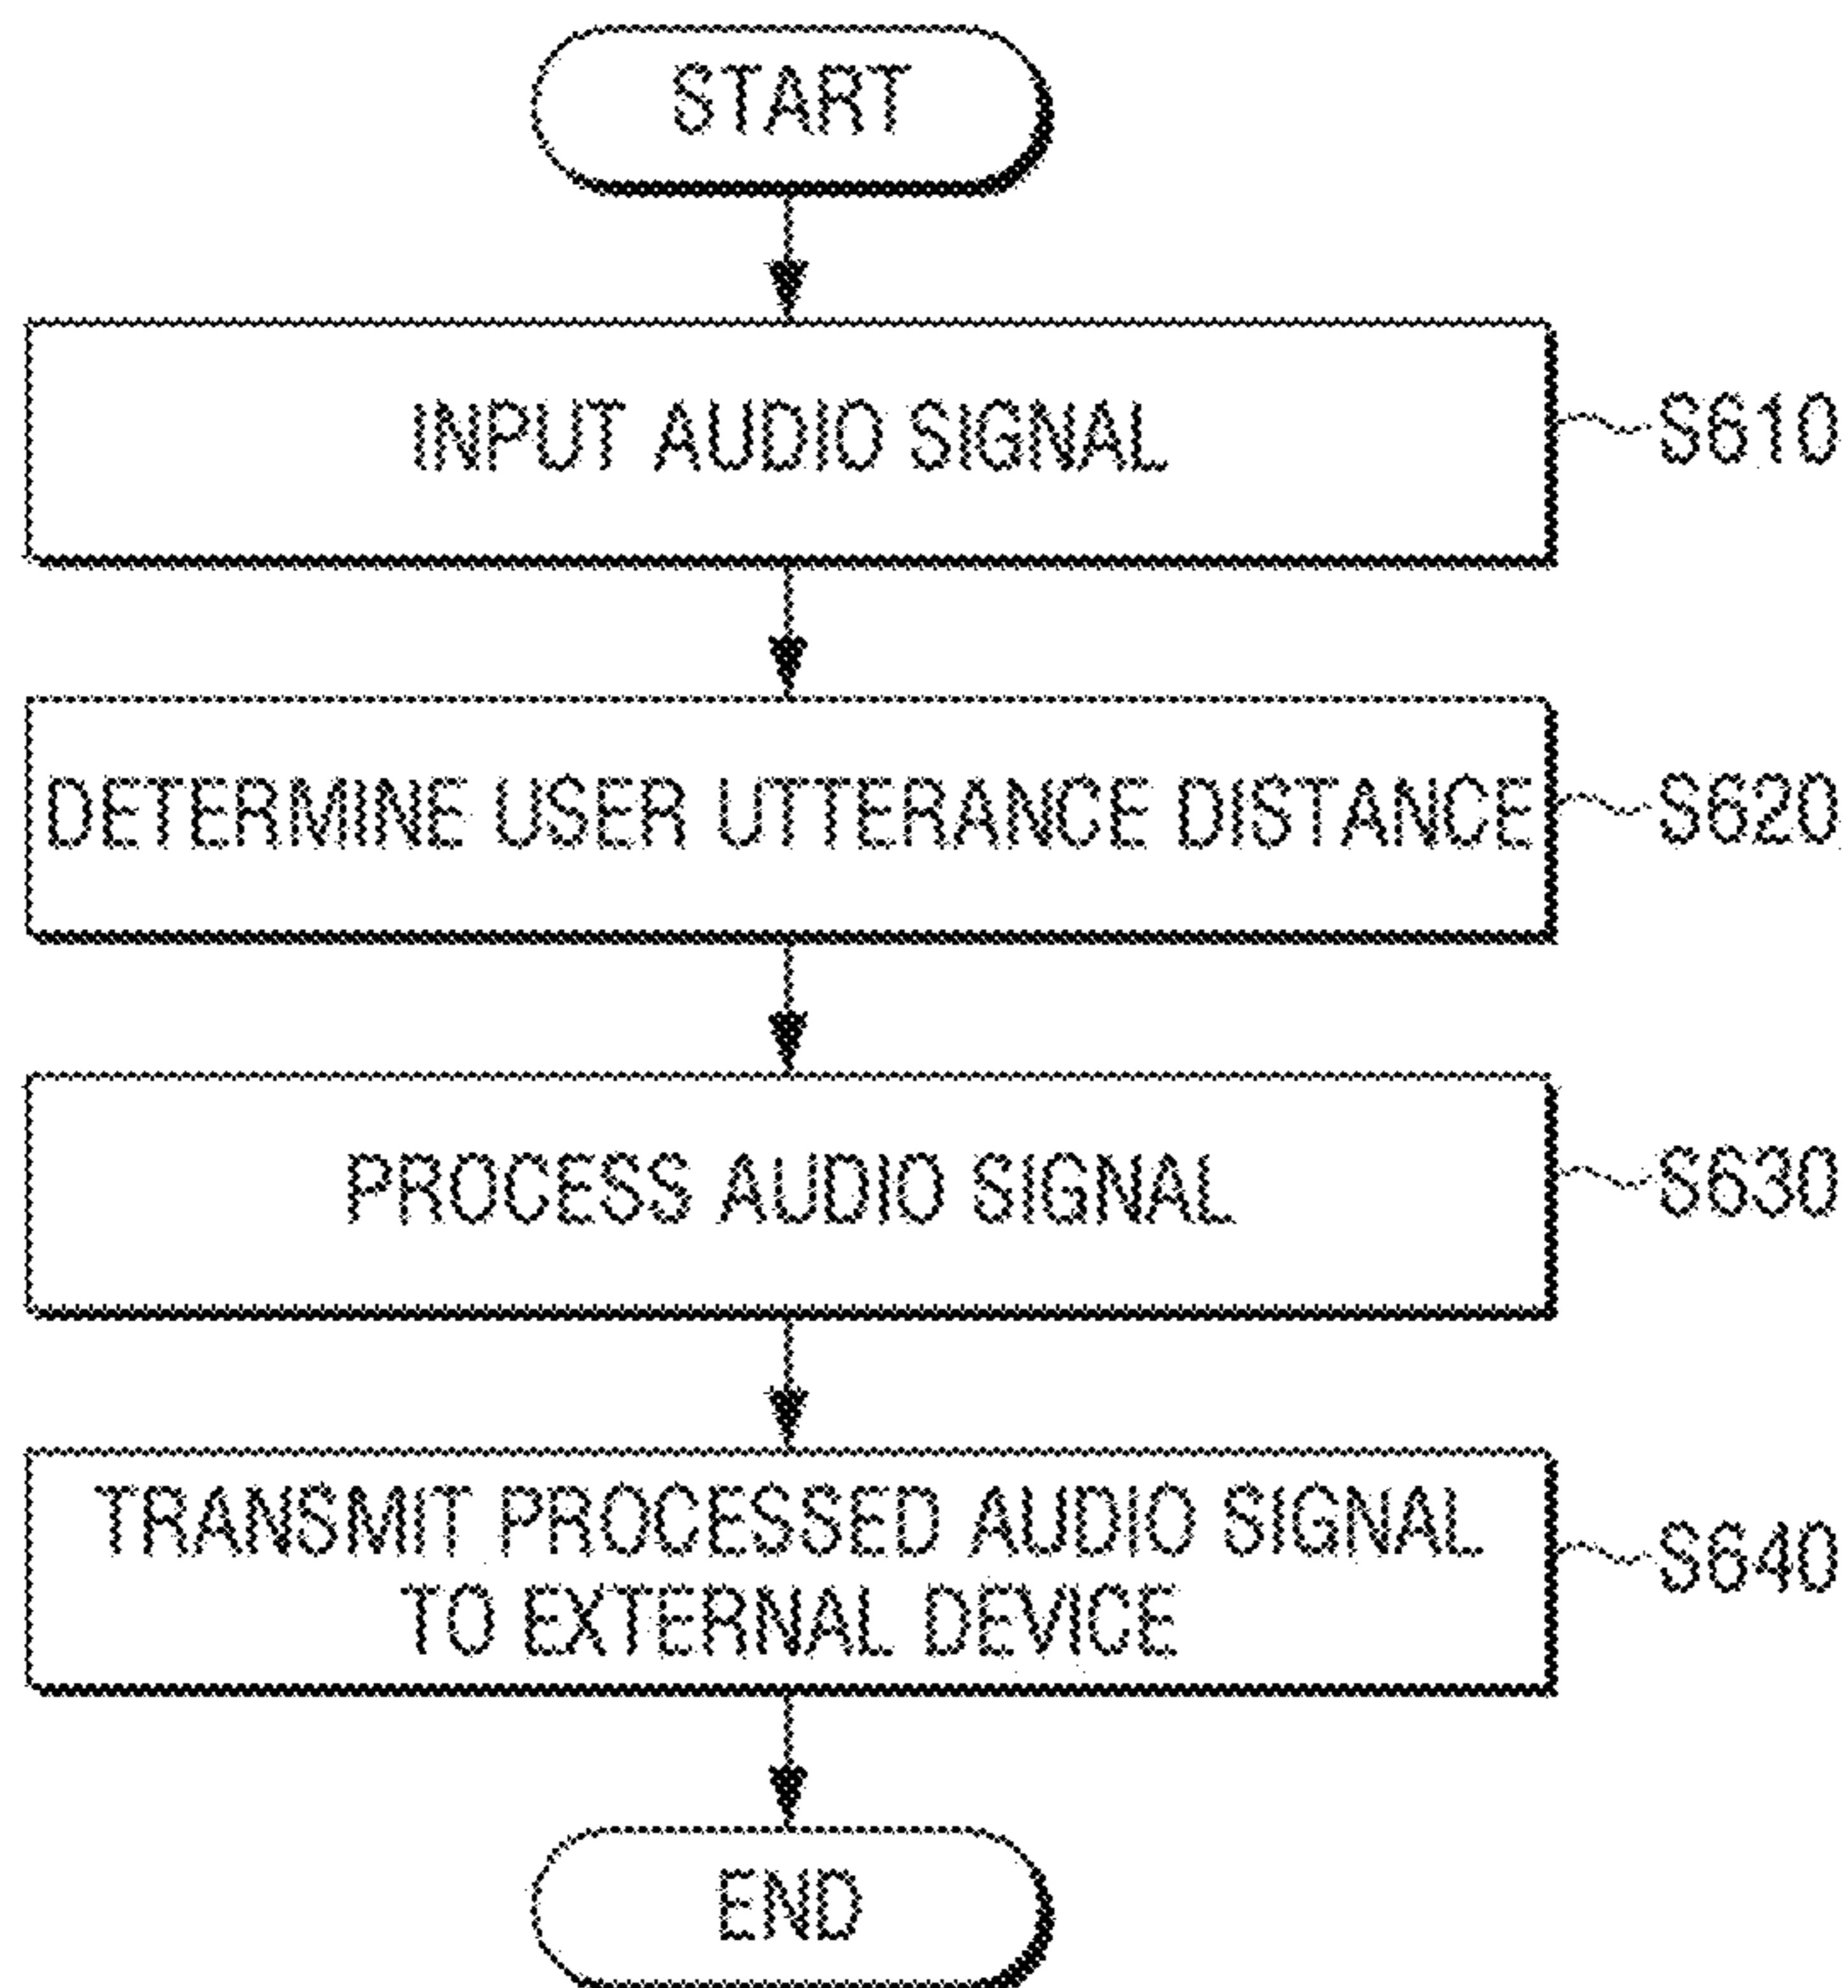 START
INPUT AUDIO SIGNAL
S610
DETERMINE USER UTTERANCE DISTANCE
S620
PROCESS AUDIO SIGNAL
S630
TRANSMIT PROCESSED AUDIO SIGNAL
TO EXTERNAL DEVICE
S640
END